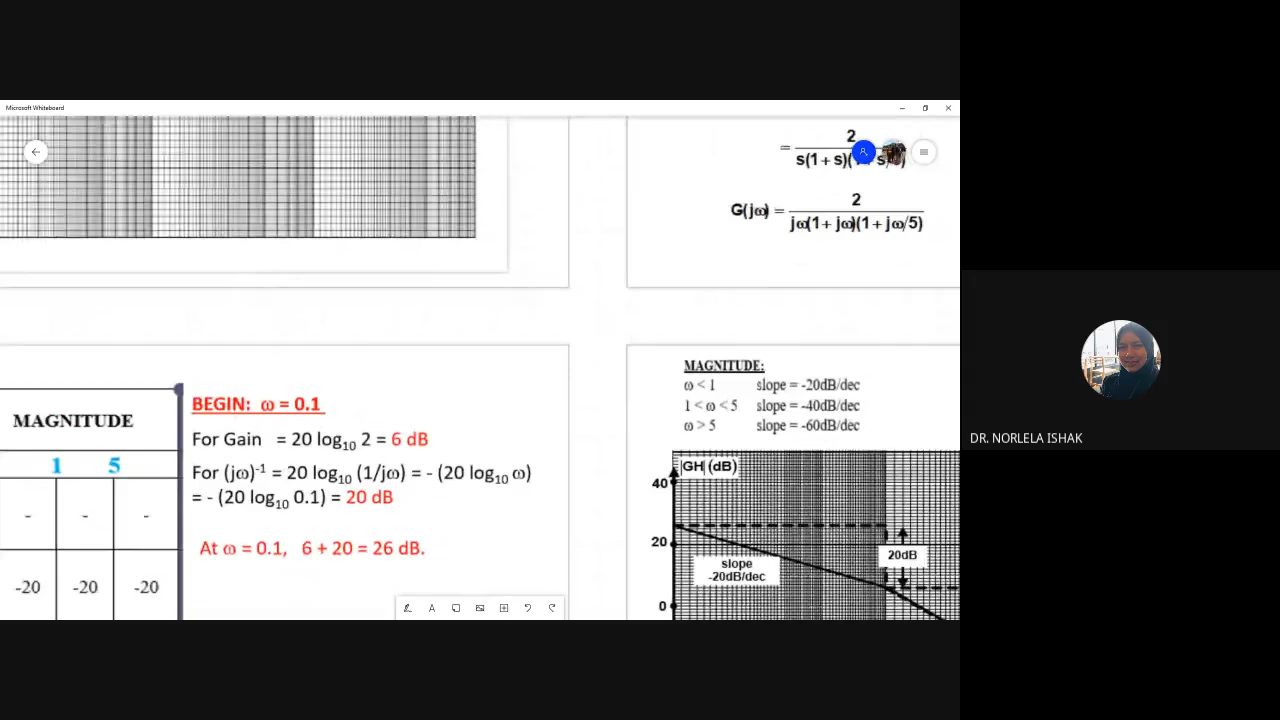 Microsoft Whiteboard
= 2
s(1 + s)(
G(jω) = 2
jω(1 + jω)(1 + jω/5)
MAGNITUDE
1 5
- - -
-20 -20 -20
BEGIN: ω = 0.1
For Gain = 20 log10 2 = 6 dB
For (jω)-1 = 20 log10 (1/jω) = - (20 log10 ω)
= - (20 log10 0.1) = 20 dB
At ω = 0.1, 6 + 20 = 26 dB.
MAGNITUDE:
ω < 1 slope = -20dB/dec
1 < ω < 5 slope = -40dB/dec
ω > 5 slope = -60dB/dec
|GH| (dB)
40
20
20dB
slope
-20dB/dec
0
DR. NORLELA ISHAK